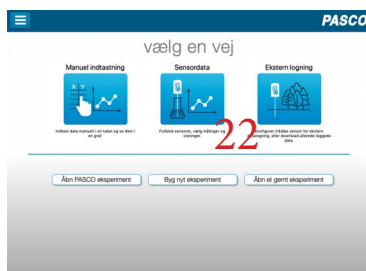 PASCO
vælg en vej
Manuel indtastning
Sensordata
Ekstern logning
X Y
Indtast data manuelt i en tabel og se dem i
en graf.
Forbind sensorer, vælg målinger og
visninger.
22
Konfigurer trådløs sensor for ekstern
datalogning, eller download allerede loggede
data.
Åbn PASCO eksperiment
Byg nyt eksperiment
Åbn et gemt eksperiment